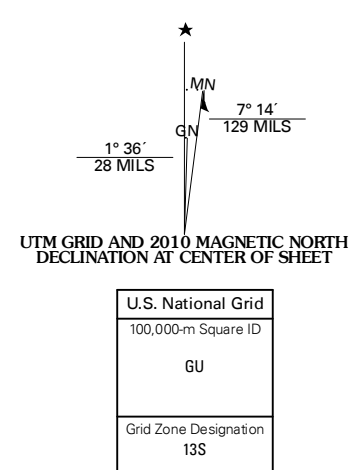 MN
GN
7° 14´
129 MILS
1° 36´
28 MILS
UTM GRID AND 2010 MAGNETIC NORTH
DECLINATION AT CENTER OF SHEET
U.S. National Grid
100,000-m Square ID
GU
Grid Zone Designation
13S